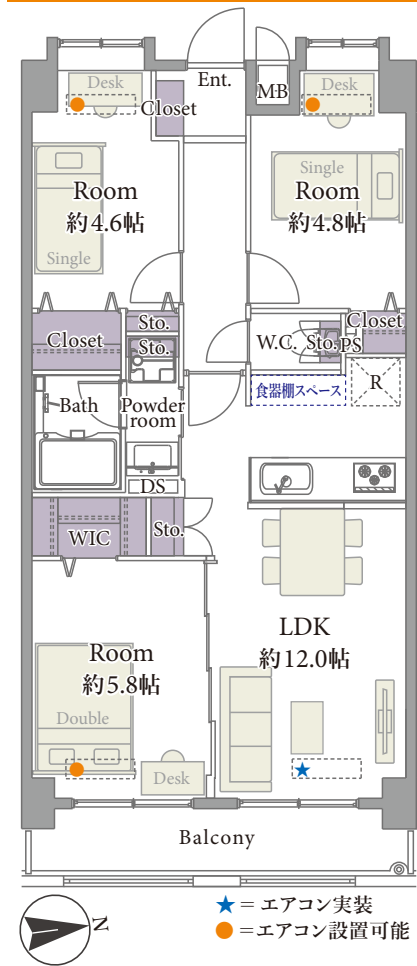 Desk
Ent.
MB
Desk
Closet
Room
約4.6帖
Single
Single
Room
約4.8帖
Closet
Sto.
Sto.
W.C.
Sto.
PS
Closet
Bath
Powder
room
食器棚スペース
R
DS
WIC
Sto.
Room
約5.8帖
Double
Desk
LDK
約12.0帖
Balcony
N
★ = エアコン実装
● =エアコン設置可能